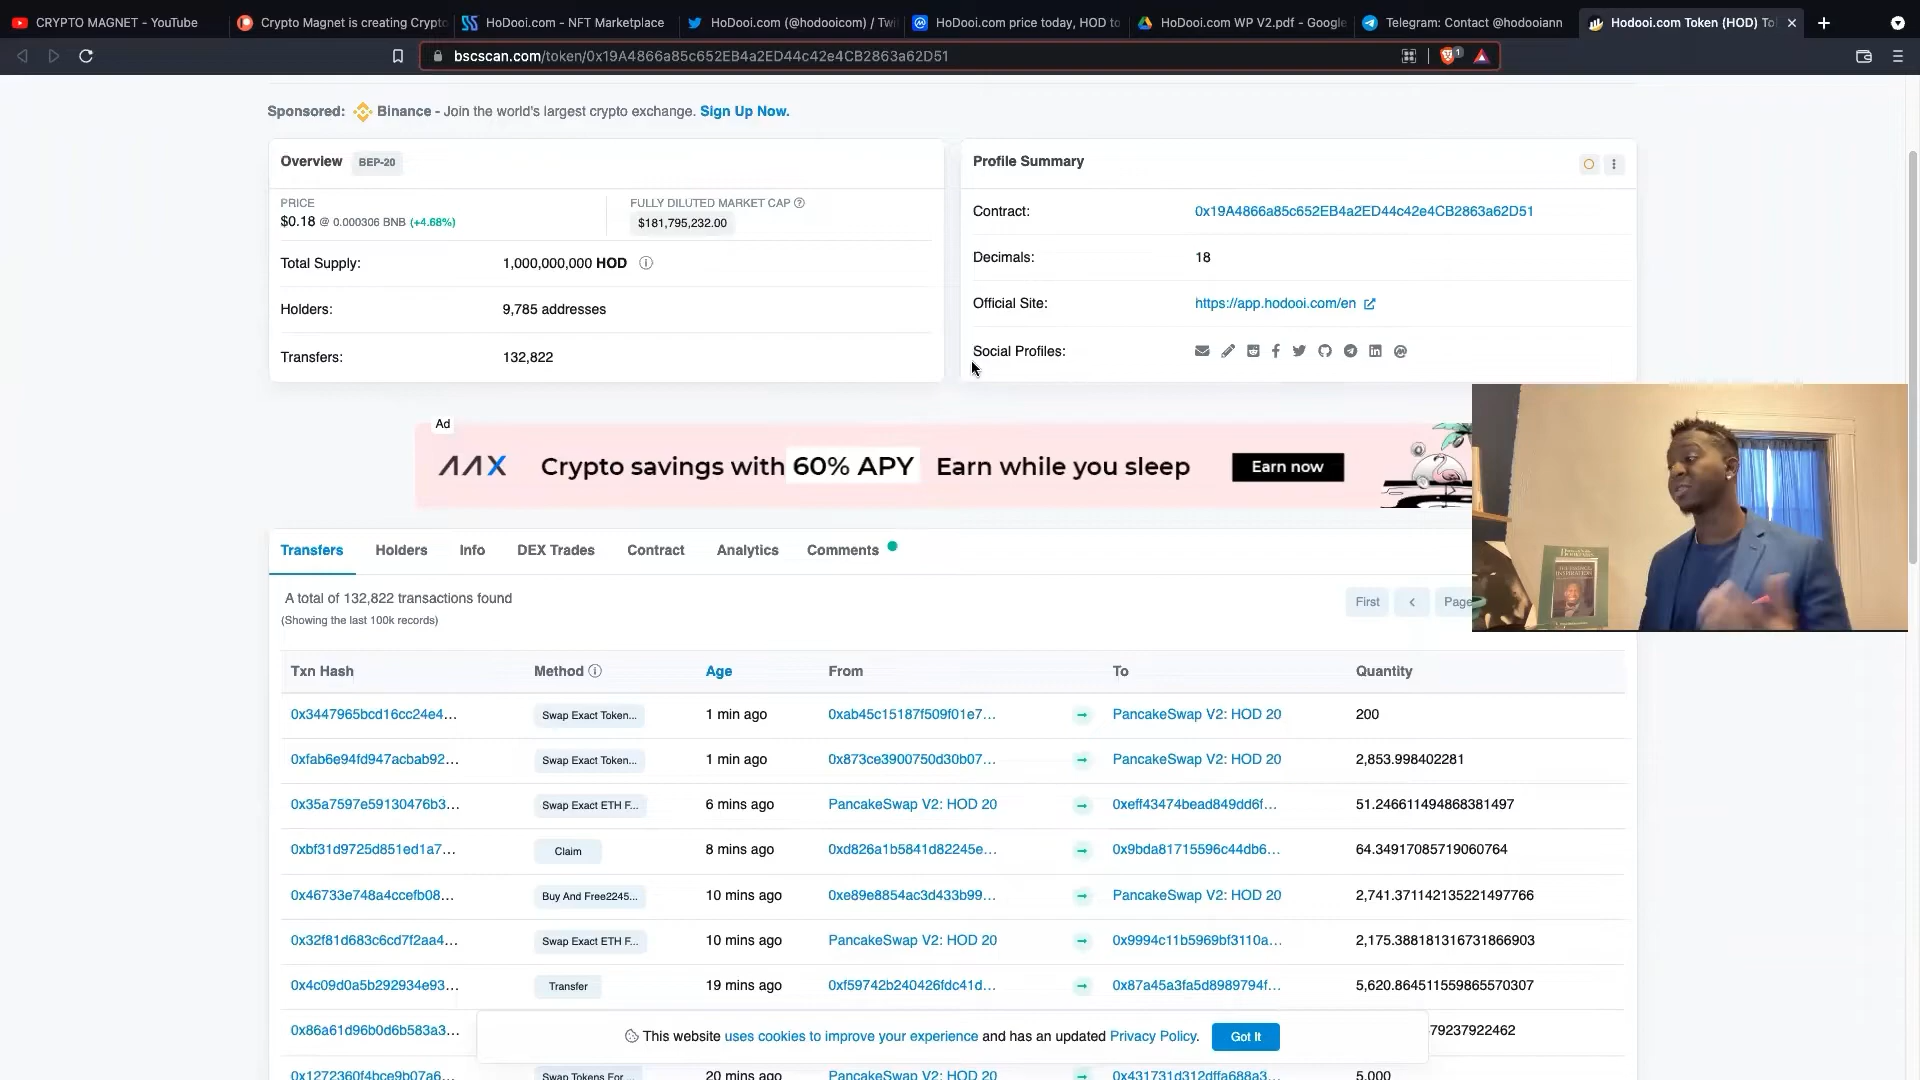 CRYPTO MAGNET - YouTube
Crypto Magnet is creating Crypto
HoDooi.com - NFT Marketplace
HoDooi.com (@hodooicom) / Twi
HoDooi.com price today, HOD to
HoDooi.com WP V2.pdf - Google
Telegram: Contact @hodooiann
Hodooi.com Token (HOD) To
bscscan.com/token/0x19A4866a85c652EB4a2ED44c42e4CB2863a62D51
1
Sponsored: Binance - Join the world's largest crypto exchange. Sign Up Now.
Overview BEP-20
PRICE
$0.18 @ 0.000306 BNB (+4.68%)
FULLY DILUTED MARKET CAP
$181,795,232.00
Total Supply: 1,000,000,000 HOD
Holders: 9,785 addresses
Transfers: 132,822
Profile Summary
Contract: 0x19A4866a85c652EB4a2ED44c42e4CB2863a62D51
Decimals: 18
Official Site: https://app.hodooi.com/en
Social Profiles:
Ad
AAX Crypto savings with 60% APY Earn while you sleep Earn now
Transfers Holders Info DEX Trades Contract Analytics Comments
A total of 132,822 transactions found
(Showing the last 100k records)
First < Page
Txn Hash Method Age From To Quantity
0x3447965bcd16cc24e4... Swap Exact Token... 1 min ago 0xab45c15187f509f01e7... PancakeSwap V2: HOD 20 200
0xfab6e94fd947acbab92... Swap Exact Token... 1 min ago 0x873ce3900750d30b07... PancakeSwap V2: HOD 20 2,853.998402281
0x35a7597e59130476b3... Swap Exact ETH F... 6 mins ago PancakeSwap V2: HOD 20 0xeff43474bead849dd6f... 51.246611494868381497
0xbf31d9725d851ed1a7... Claim 8 mins ago 0xd826a1b5841d82245e... 0x9bda81715596c44db6... 64.34917085719060764
0x46733e748a4ccefb08... Buy And Free2245... 10 mins ago 0xe89e8854ac3d433b99... PancakeSwap V2: HOD 20 2,741.371142135221497766
0x32f81d683c6cd7f2aa4... Swap Exact ETH F... 10 mins ago PancakeSwap V2: HOD 20 0x9994c11b5969bf3110a... 2,175.388181316731866903
0x4c09d0a5b292934e93... Transfer 19 mins ago 0xf59742b240426fdc41d... 0x87a45a3fa5d8989794f... 5,620.864511559865570307
0x86a61d96b0d6b583a3... 79237922462
This website uses cookies to improve your experience and has an updated Privacy Policy. Got It
0x1272360f4bce9b07a6... Swap Tokens For... 20 mins ago PancakeSwap V2: HOD 20 0x431731d312dffa688a3... 5,000